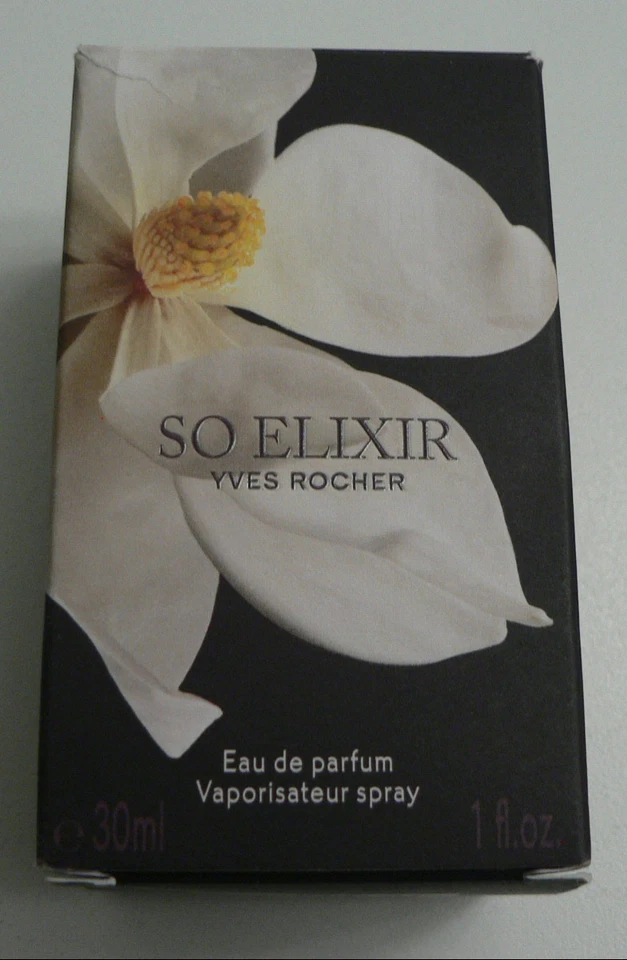 SO ELIXIR
YVES ROCHER
Eau de parfum
Vaporisateur spray
℮ 30ml 1 fl.oz.